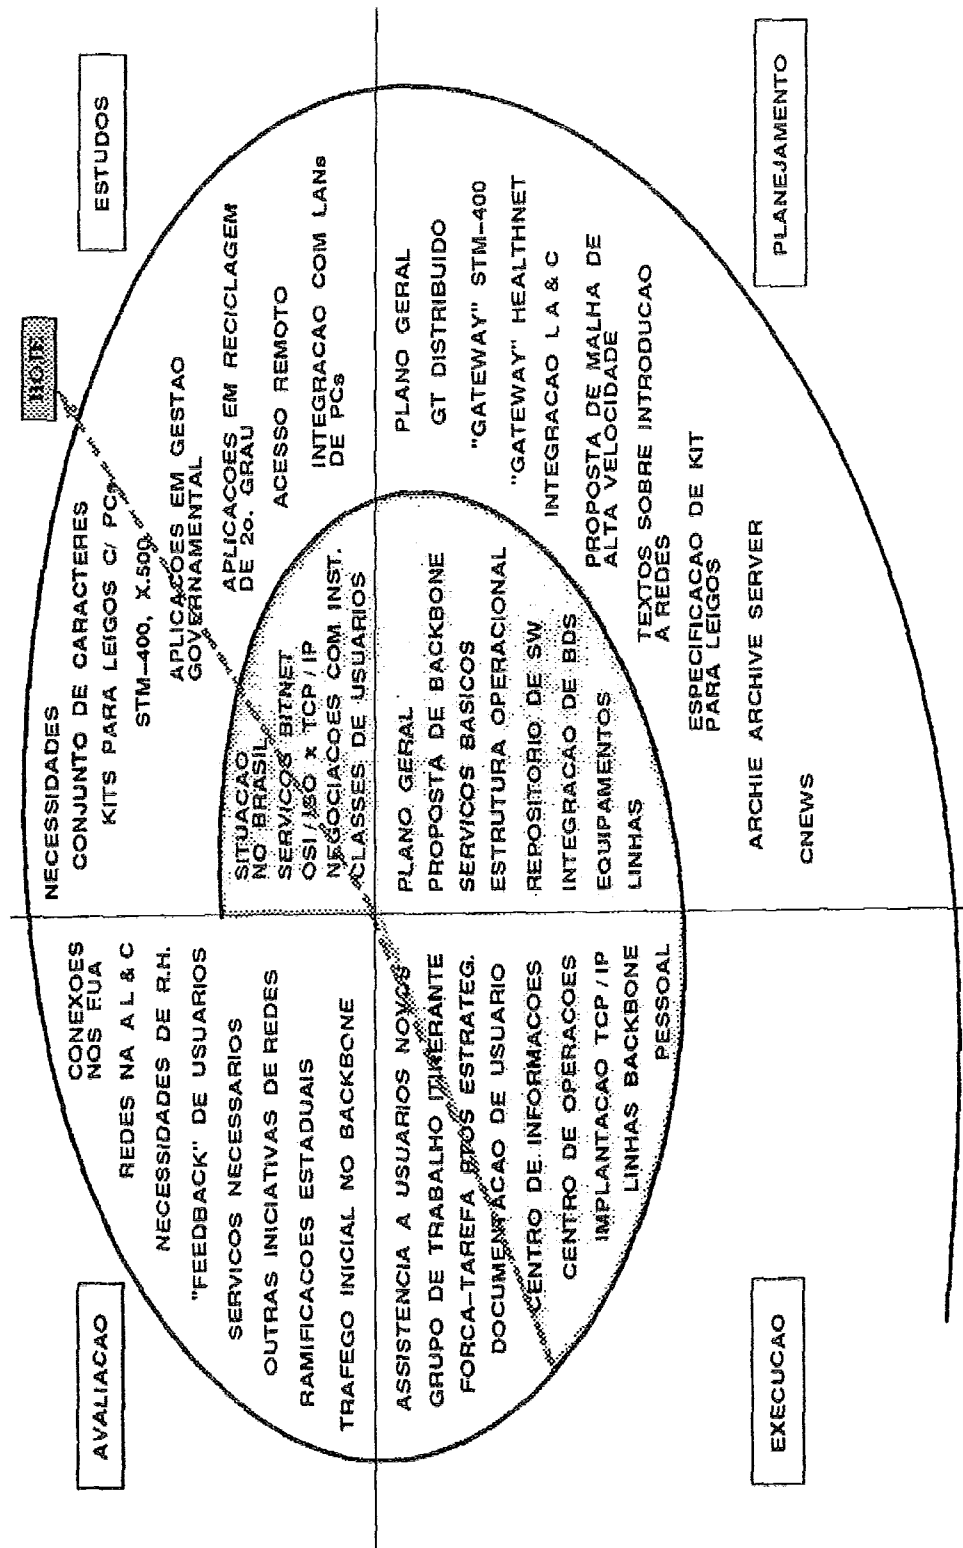 AVALIACAO
ESTUDOS
HOJE
NECESSIDADES
CONJUNTO DE CARACTERES
KITS PARA LEIGOS C/ PCs
STM-400, X.500
APLICACOES EM GESTAO
GOVERNAMENTAL
APLICACOES EM RECICLAGEM
DE 2o. GRAU
ACESSO REMOTO
INTEGRACAO COM LANs
DE PCs
CONEXOES
NOS EUA
REDES NA A L & C
NECESSIDADES DE R.H.
"FEEDBACK" DE USUARIOS
SERVICOS NECESSARIOS
OUTRAS INICIATIVAS DE REDES
RAMIFICACOES ESTADUAIS
TRAFEGO INICIAL NO BACKBONE
SITUACAO
NO BRASIL
SERVICOS BITNET
OSI/ISO x TCP/IP
NEGOCIACOES COM INST.
CLASSES DE USUARIOS
ASSISTENCIA A USUARIOS NOVOS
GRUPO DE TRABALHO ITINERANTE
FORCA-TAREFA PTOS ESTRATEG.
DOCUMENTACAO DE USUARIO
CENTRO DE INFORMACOES
CENTRO DE OPERACOES
IMPLANTACAO TCP/IP
LINHAS BACKBONE
PESSOAL
PLANO GERAL
PROPOSTA DE BACKBONE
SERVICOS BASICOS
ESTRUTURA OPERACIONAL
REPOSITORIO DE SW
INTEGRACAO DE BDS
EQUIPAMENTOS
LINHAS
PLANO GERAL
GT DISTRIBUIDO
"GATEWAY" STM-400
"GATEWAY" HEALTHNET
INTEGRACAO L A & C
PROPOSTA DE MALHA DE
ALTA VELOCIDADE
TEXTOS SOBRE INTRODUCAO
A REDES
ESPECIFICACAO DE KIT
PARA LEIGOS
ARCHIE ARCHIVE SERVER
CNEWS
EXECUCAO
PLANEJAMENTO